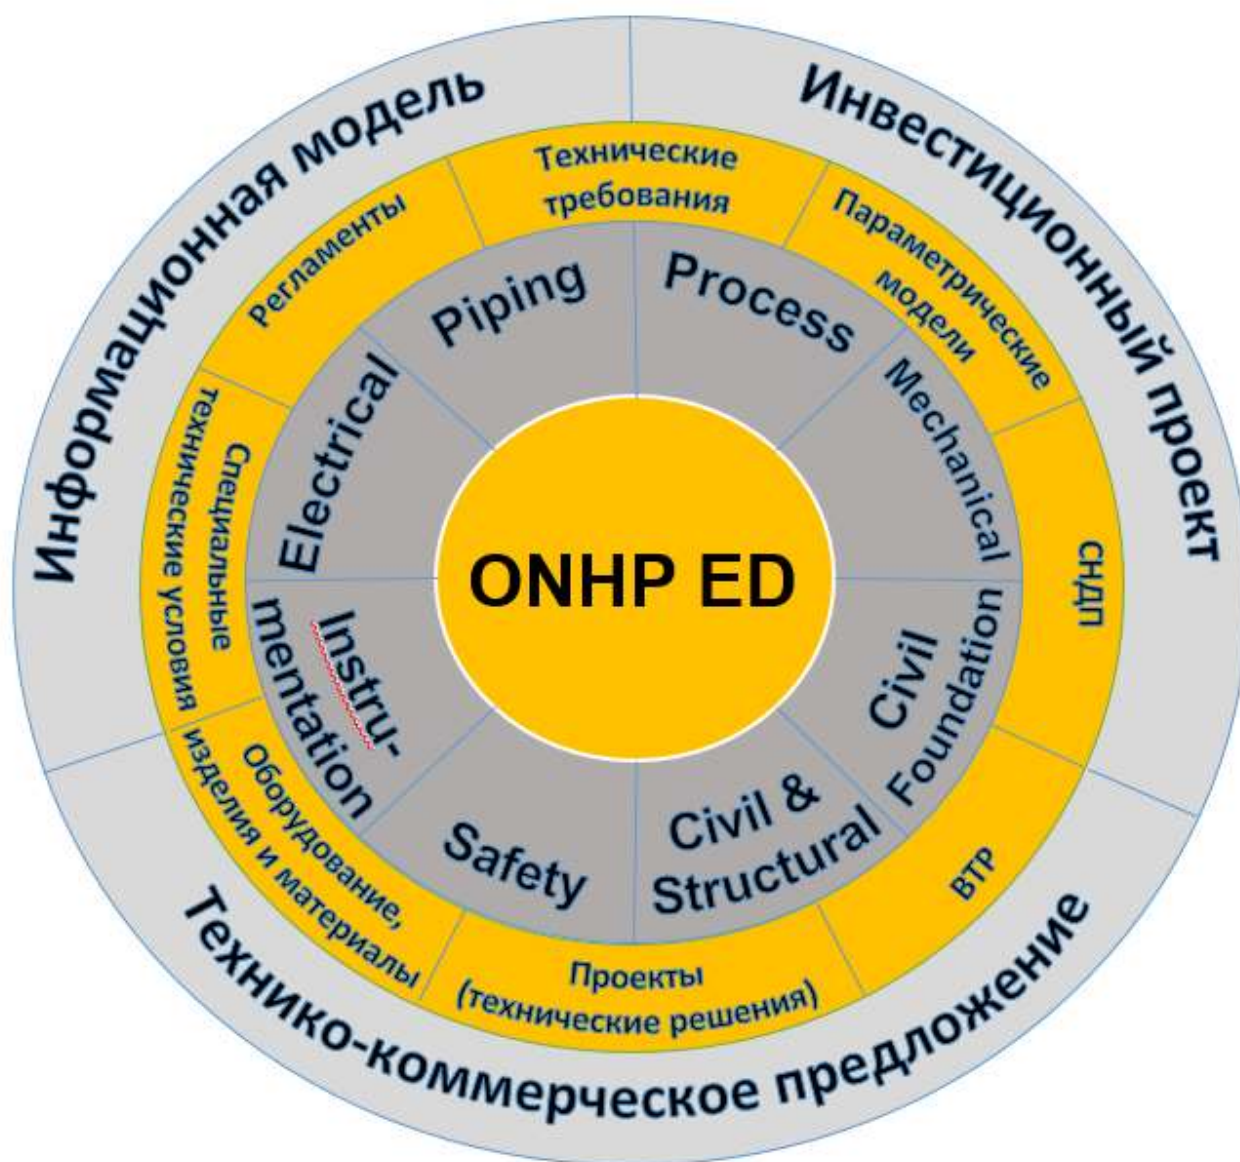 Информационная модель
Инвестиционный проект
Технико-коммерческое предложение
Технические
требования
Параметрические
модели
СНДП
ВТР
Проекты
(технические решения)
Оборудование,
изделия и материалы
Специальные
технические условия
Регламенты
Piping
Process
Mechanical
Civil
Foundation
Civil &
Structural
Safety
Instru-
mentation
Electrical
ONHP ED